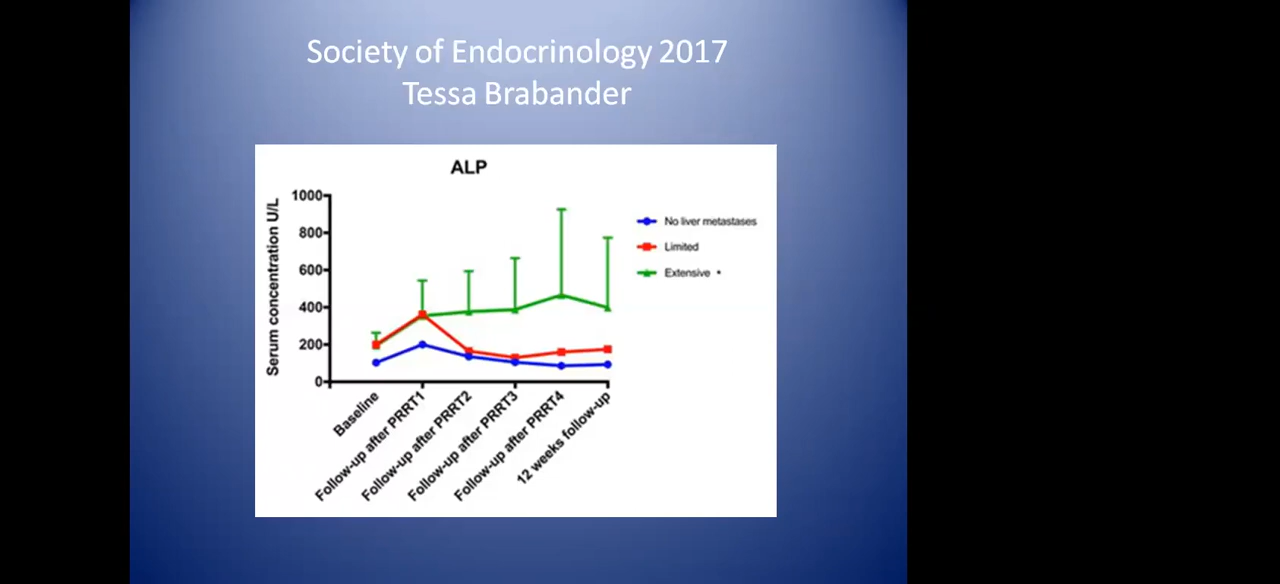 Society of Endocrinology 2017
Tessa Brabander
ALP
Serum concentration U/L
1000
800
600
400
200
0
Baseline
Follow-up after PRRT1
Follow-up after PRRT2
Follow-up after PRRT3
Follow-up after PRRT4
12 weeks follow-up
No liver metastases
Limited
Extensive *